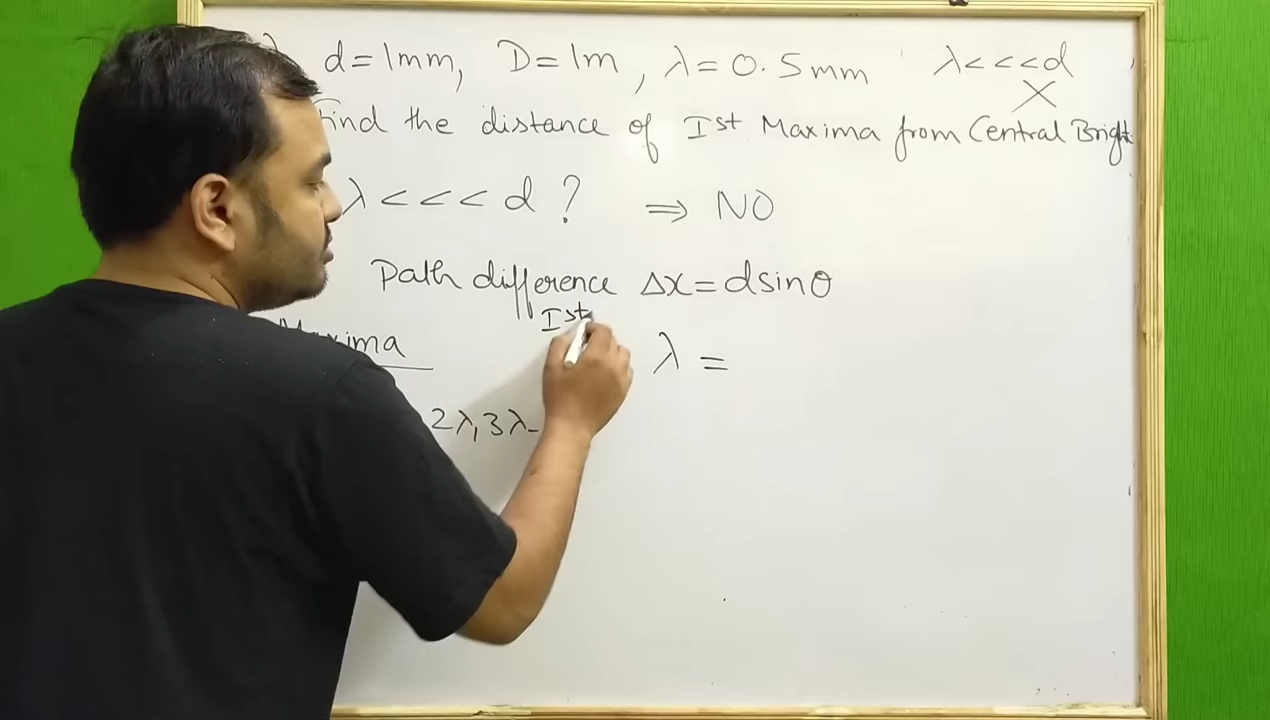 d=1mm, D=1m, λ=0.5mm λ<<<d
X
Find the distance of Ist Maxima from Central Bright
λ<<<d? ⇒ NO
Path difference Δx=dsinθ
Ist
λ =
2λ,3λ-